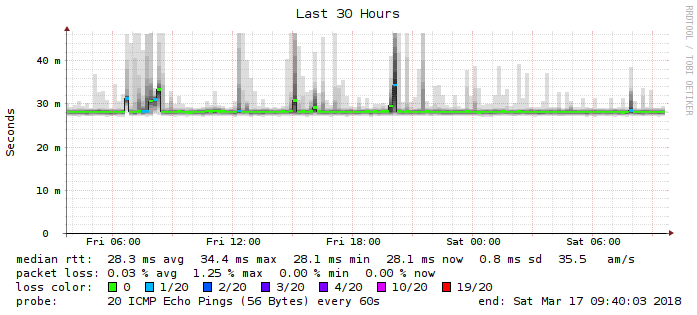 Last 30 Hours
RRDTOOL / TOBI OETIKER
Seconds
40 m
30 m
20 m
10 m
0
Fri 06:00 Fri 12:00 Fri 18:00 Sat 00:00 Sat 06:00
median rtt: 28.3 ms avg 34.4 ms max 28.1 ms min 28.1 ms now 0.8 ms sd 35.5 am/s
packet loss: 0.03 % avg 1.25 % max 0.00 % min 0.00 % now
loss color: 0 1/20 2/20 3/20 4/20 10/20 19/20
probe: 20 ICMP Echo Pings (56 Bytes) every 60s end: Sat Mar 17 09:40:03 2018